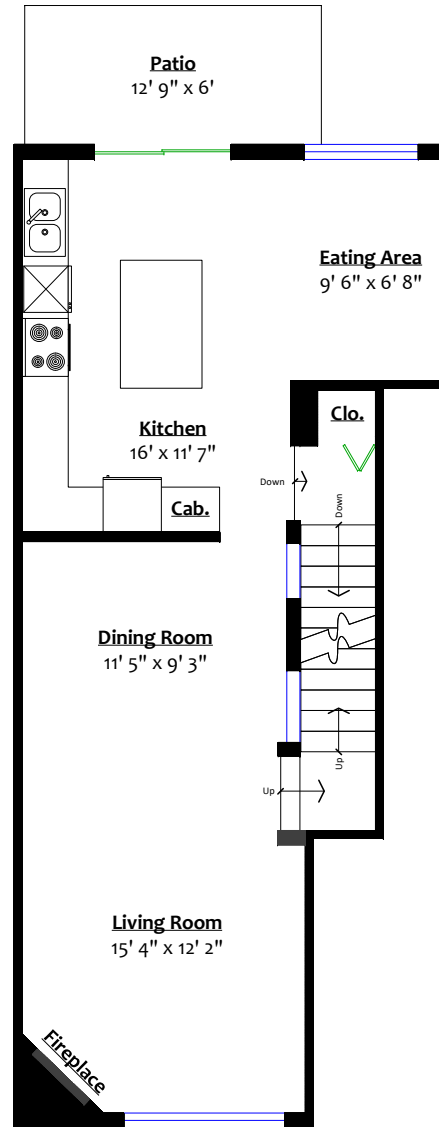 Patio
12' 9" x 6'
Eating Area
9' 6" x 6' 8"
Clo.
Kitchen
16' x 11' 7"
Down
Down
Cab.
Dining Room
11' 5" x 9' 3"
Up
Up
Living Room
15' 4" x 12' 2"
Fireplace